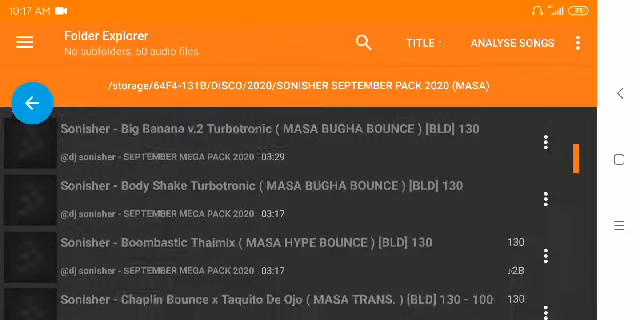 10:17 AM
Folder Explorer
No subfolders, 50 audio files
TITLE ↑
ANALYSE SONGS
/storage/64F4-131B/DISCO/2020/SONISHER SEPTEMBER PACK 2020 (MASA)
Sonisher - Big Banana v.2 Turbotronic ( MASA BUGHA BOUNCE ) [BLD] 130
@dj sonisher - SEPTEMBER MEGA PACK 2020 03:29
Sonisher - Body Shake Turbotronic ( MASA BUGHA BOUNCE ) [BLD] 130
@dj sonisher - SEPTEMBER MEGA PACK 2020 03:17
Sonisher - Boombastic Thaimix ( MASA HYPE BOUNCE ) [BLD] 130
130
@dj sonisher - SEPTEMBER MEGA PACK 2020 03:17
♪2B
Sonisher - Chaplin Bounce x Taquito De Ojo ( MASA TRANS. ) [BLD] 130 - 100
130